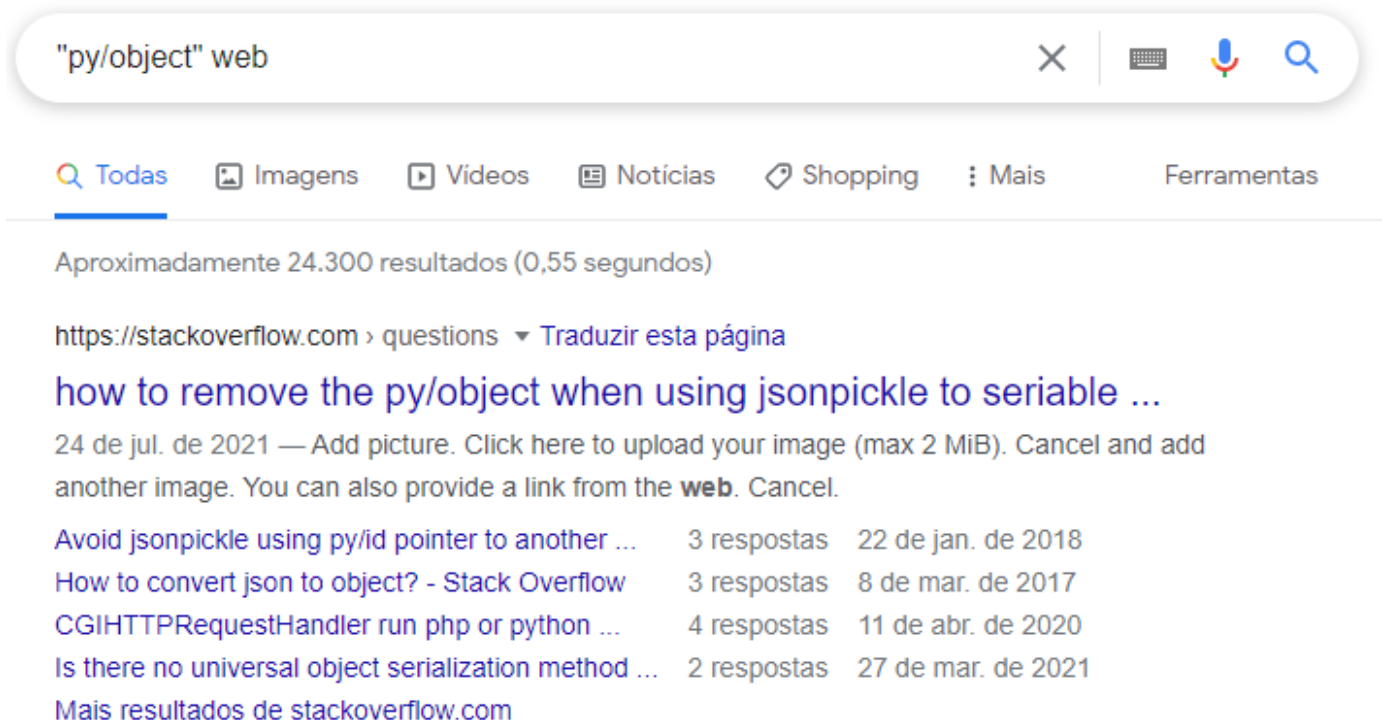 "py/object" web
Todas Imagens Vídeos Notícias Shopping Mais Ferramentas
Aproximadamente 24.300 resultados (0,55 segundos)
https://stackoverflow.com › questions Traduzir esta página
how to remove the py/object when using jsonpickle to seriable ...
24 de jul. de 2021 — Add picture. Click here to upload your image (max 2 MiB). Cancel and add
another image. You can also provide a link from the web. Cancel.
Avoid jsonpickle using py/id pointer to another ... 3 respostas 22 de jan. de 2018
How to convert json to object? - Stack Overflow 3 respostas 8 de mar. de 2017
CGIHTTPRequestHandler run php or python ... 4 respostas 11 de abr. de 2020
Is there no universal object serialization method ... 2 respostas 27 de mar. de 2021
Mais resultados de stackoverflow.com